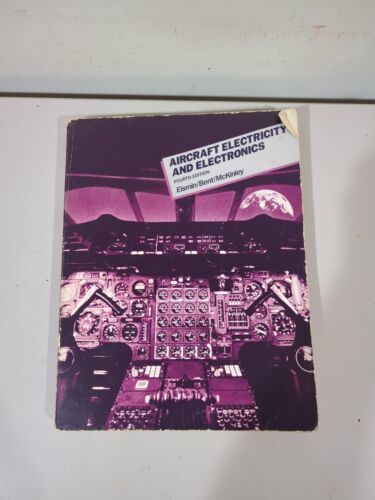 AIRCRAFT ELECTRICITY
AND ELECTRONICS
FOURTH EDITION
Eismin/Bent/McKinley